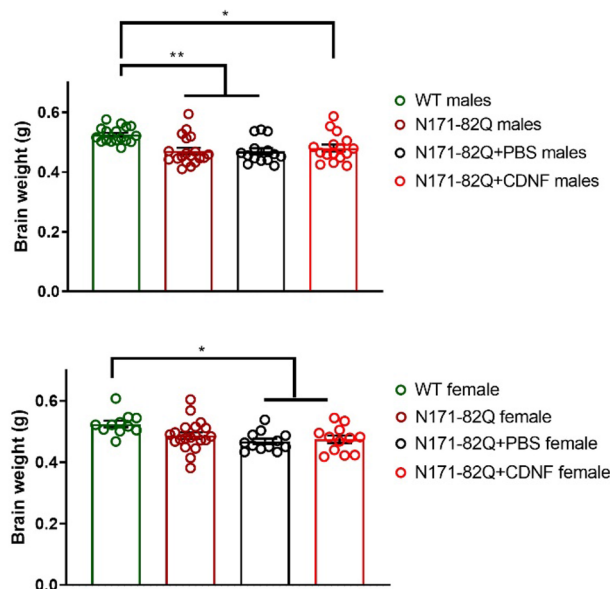 *
**
Brain weight (g)
0.6
0.4
0.2
0.0
WT males
N171-82Q males
N171-82Q+PBS males
N171-82Q+CDNF males
*
Brain weight (g)
0.6
0.4
0.2
0.0
WT female
N171-82Q female
N171-82Q+PBS female
N171-82Q+CDNF female